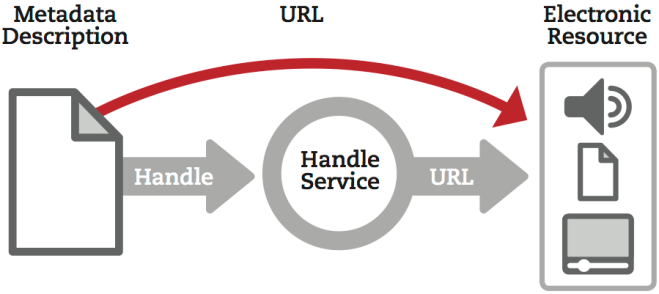 Metadata
Description
URL
Electronic
Resource
Handle
Handle
Service
URL